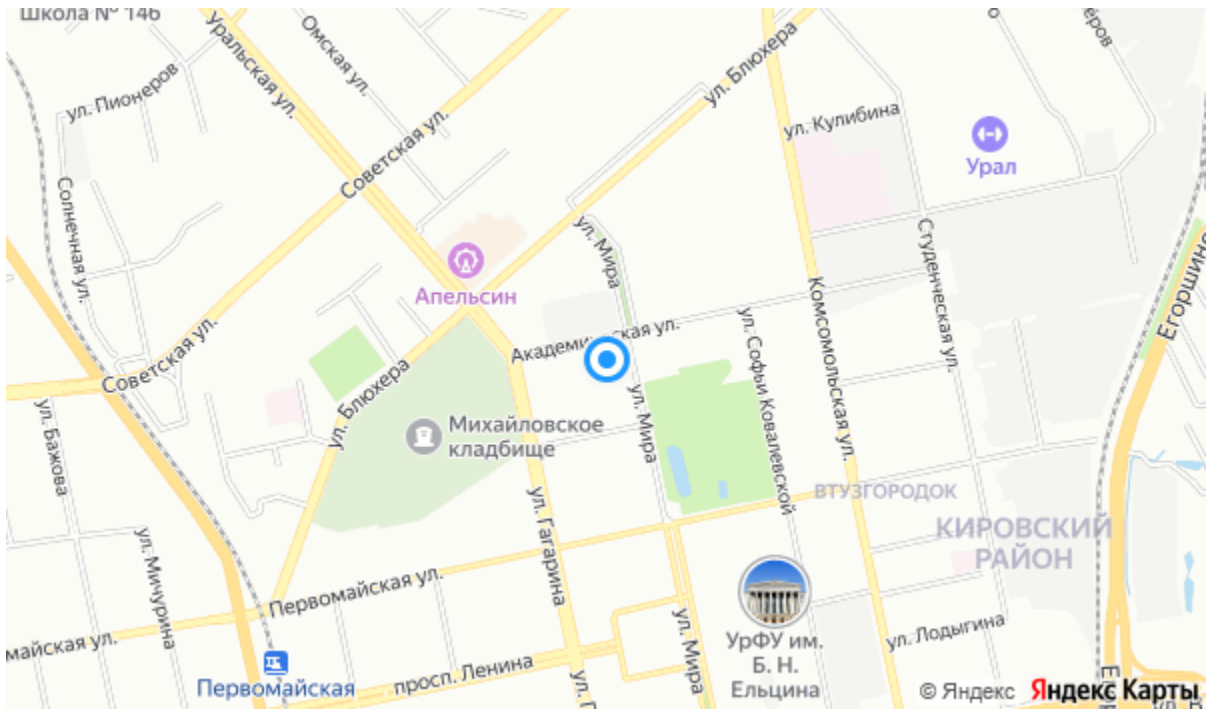 Школа № 146
Уральская ул.
Омская ул.
ул. Пионеров
Советская ул.
ул. Блюхера
ул. Кулибина
Урал
Солнечная ул.
ул. Мира
Студенческая ул.
Апельсин
Егоршинс
Комсомольская ул.
Академи
ская ул.
ул. Софьи Ковалевской
Советская ул.
ул. Блюхера
ул. Мира
Михайловское
кладбище
ул. Бажова
ВТУЗГОРОДОК
КИРОВСКИЙ
РАЙОН
ул. Гагарина
ул. Мичурина
Первомайская ул.
майская ул.
УрФУ им.
Б. Н.
Ельцина
ул. Лодыгина
ул. Мира
просп. Ленина
Первомайская
© Яндекс Яндекс Карты